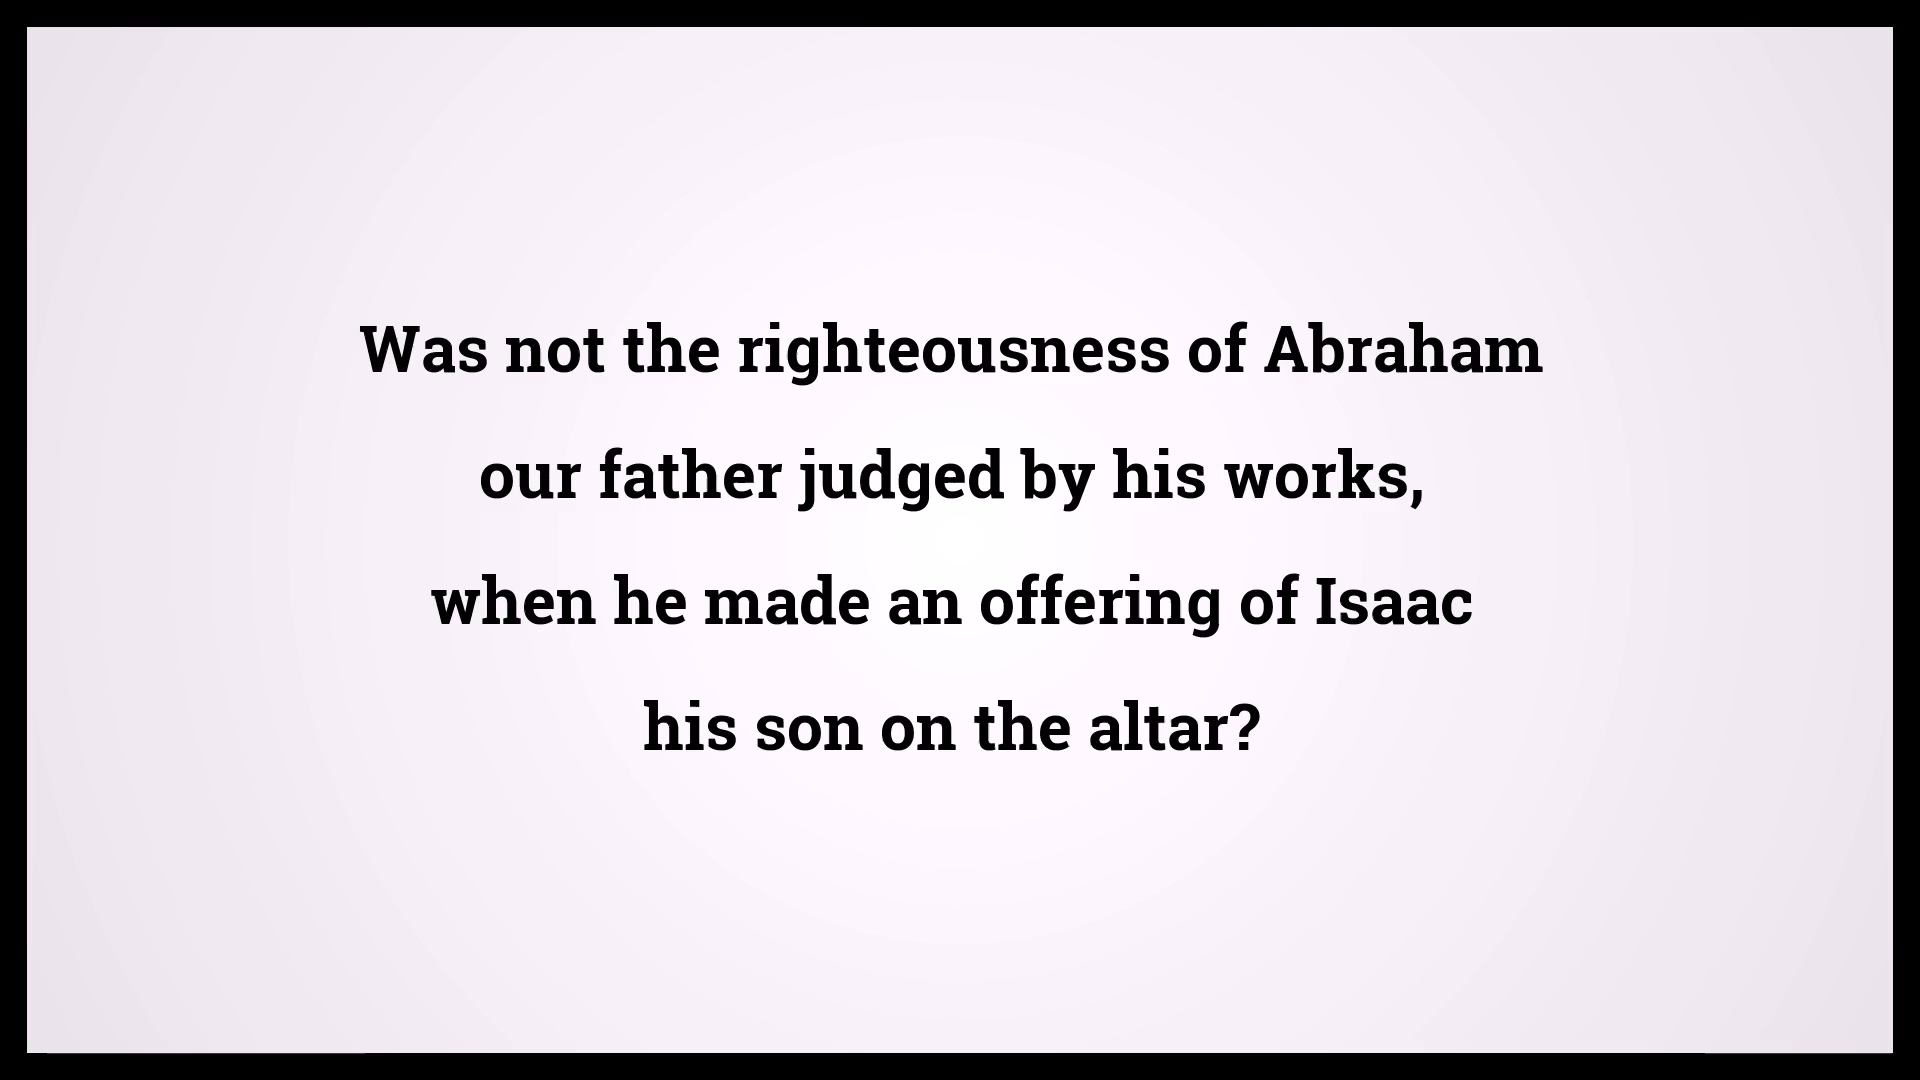 Was not the righteousness of Abraham
our father judged by his works,
when he made an offering of Isaac
his son on the altar?